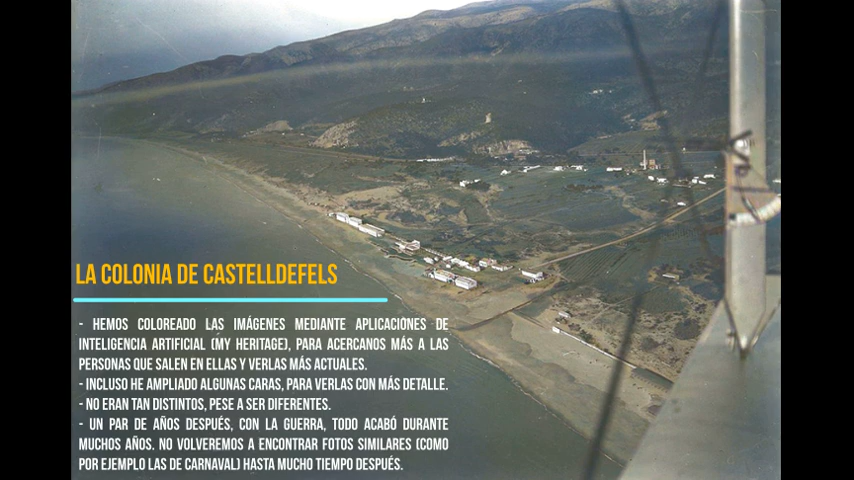 LA COLONIA DE CASTELLDEFELS
- HEMOS COLOREADO LAS IMÁGENES MEDIANTE APLICACIONES DE
INTELIGENCIA ARTIFICIAL (MY HERITAGE), PARA ACERCANOS MÁS A LAS
PERSONAS QUE SALEN EN ELLAS Y VERLAS MÁS ACTUALES.
- INCLUSO HE AMPLIADO ALGUNAS CARAS, PARA VERLAS CON MÁS DETALLE.
- NO ERAN TAN DISTINTOS, PESE A SER DIFERENTES.
- UN PAR DE AÑOS DESPUÉS, CON LA GUERRA, TODO ACABÓ DURANTE
MUCHOS AÑOS. NO VOLVEREMOS A ENCONTRAR FOTOS SIMILARES (COMO
POR EJEMPLO LAS DE CARNAVAL) HASTA MUCHO TIEMPO DESPUÉS.